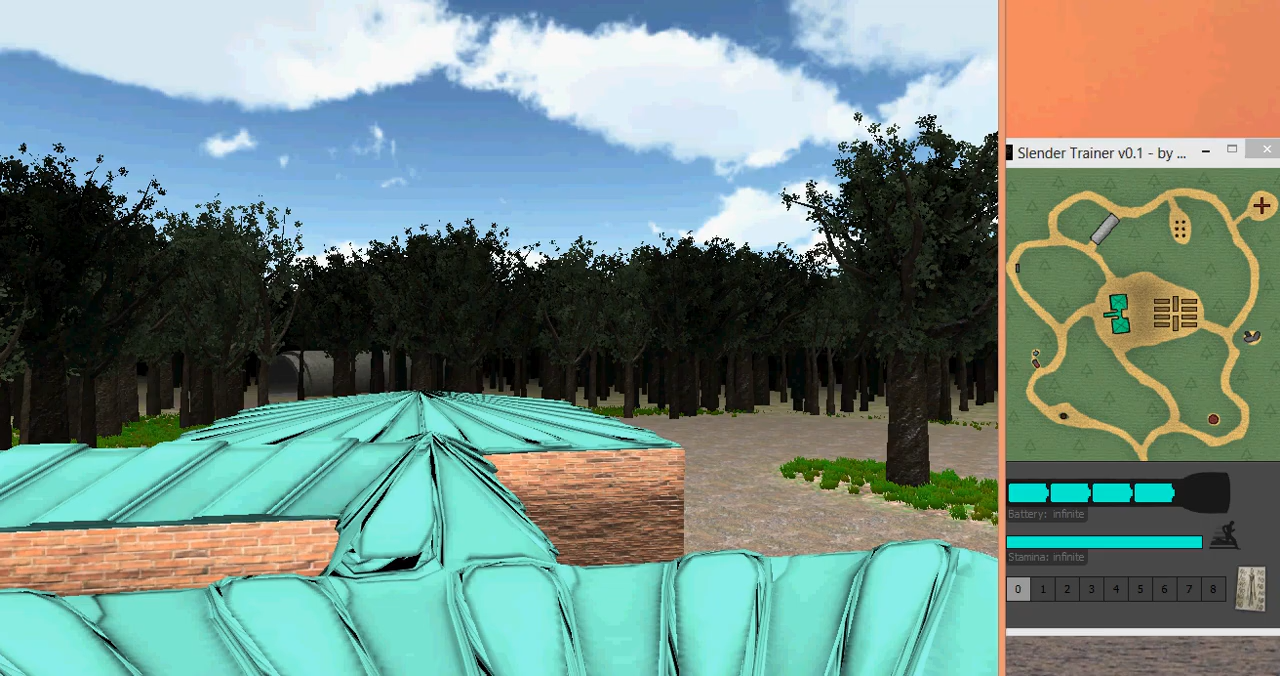 Slender Trainer v0.1 - by ...
Battery: infinite
Stamina: infinite
0 1 2 3 4 5 6 7 8